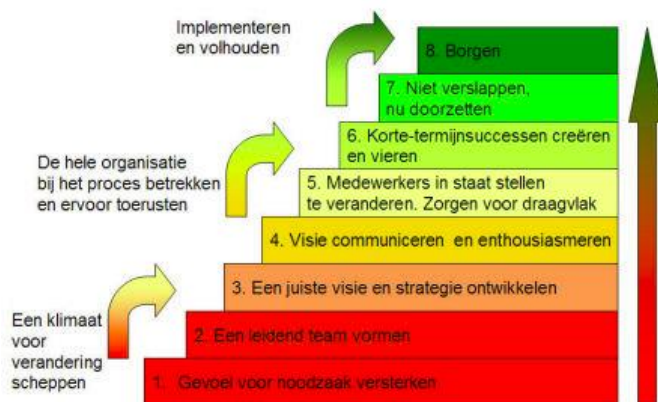 Implementeren
en volhouden
8. Borgen
7. Niet verslappen,
nu doorzetten
6. Korte-termijnsuccessen creëren
en vieren
De hele organisatie
bij het proces betrekken
en ervoor toerusten
5. Medewerkers in staat stellen
te veranderen. Zorgen voor draagvlak
4. Visie communiceren en enthousiasmeren
3. Een juiste visie en strategie ontwikkelen
Een klimaat
voor
verandering
scheppen
2. Een leidend team vormen
1. Gevoel voor noodzaak versterken